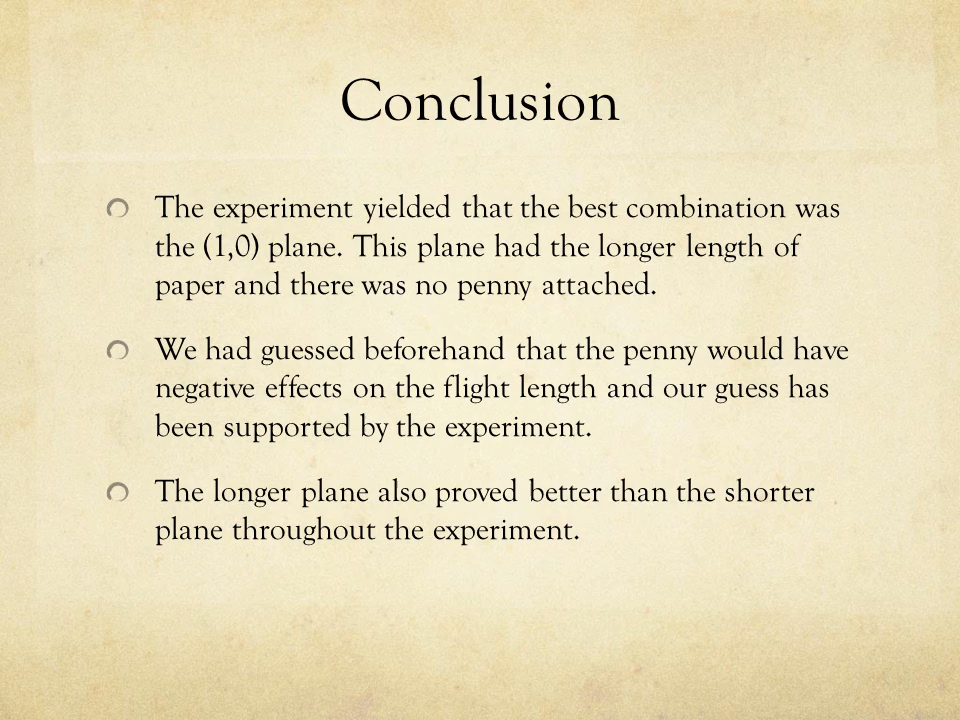 Conclusion
The experiment yielded that the best combination was
the (1,0) plane. This plane had the longer length of
paper and there was no penny attached.
We had guessed beforehand that the penny would have
negative effects on the flight length and our guess has
been supported by the experiment.
The longer plane also proved better than the shorter
plane throughout the experiment.